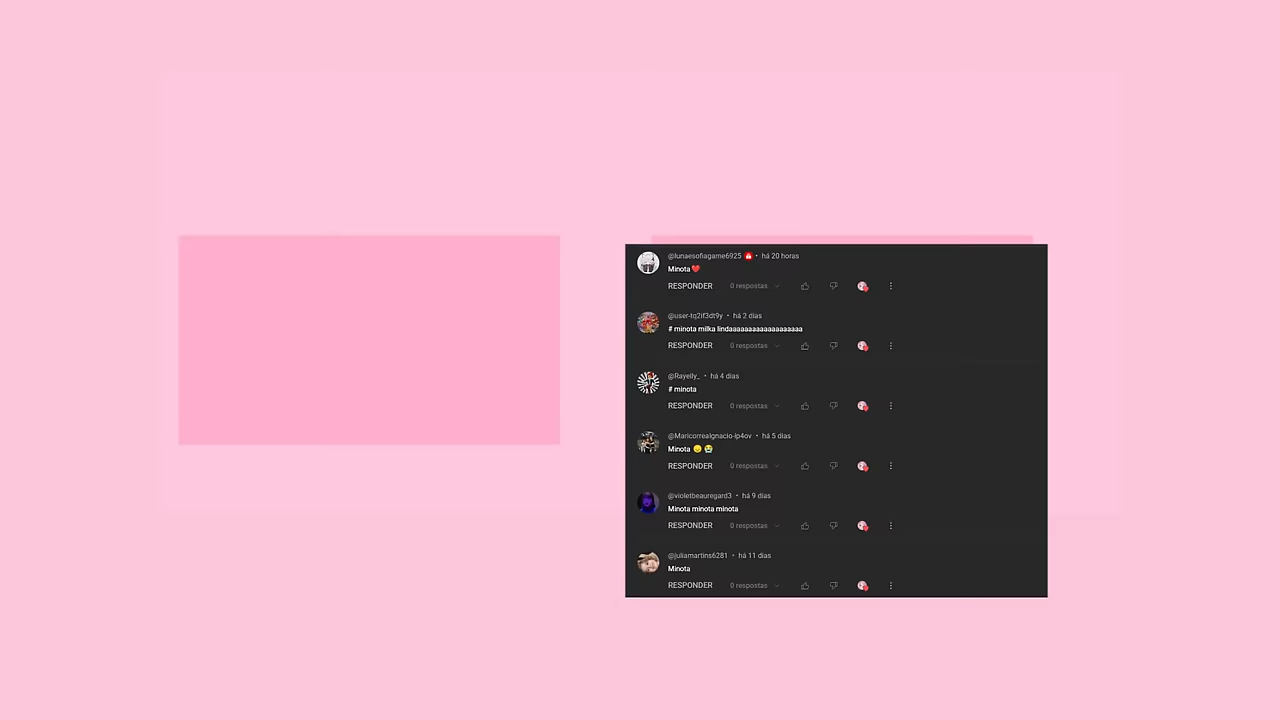 @lunaesofiagame6925 • há 20 horas
Minota❤️
RESPONDER 0 respostas
@user-tq2if3dt9y • há 2 dias
# minota milka lindaaaaaaaaaaaaaaaaaaa
RESPONDER 0 respostas
@Rayelly_ • há 4 dias
# minota
RESPONDER 0 respostas
@MaricorreaIgnacio-lp4ov • há 5 dias
Minota 😞 😭
RESPONDER 0 respostas
@violetbeauregard3 • há 9 dias
Minota minota minota
RESPONDER 0 respostas
@juliamartins6281 • há 11 dias
Minota
RESPONDER 0 respostas